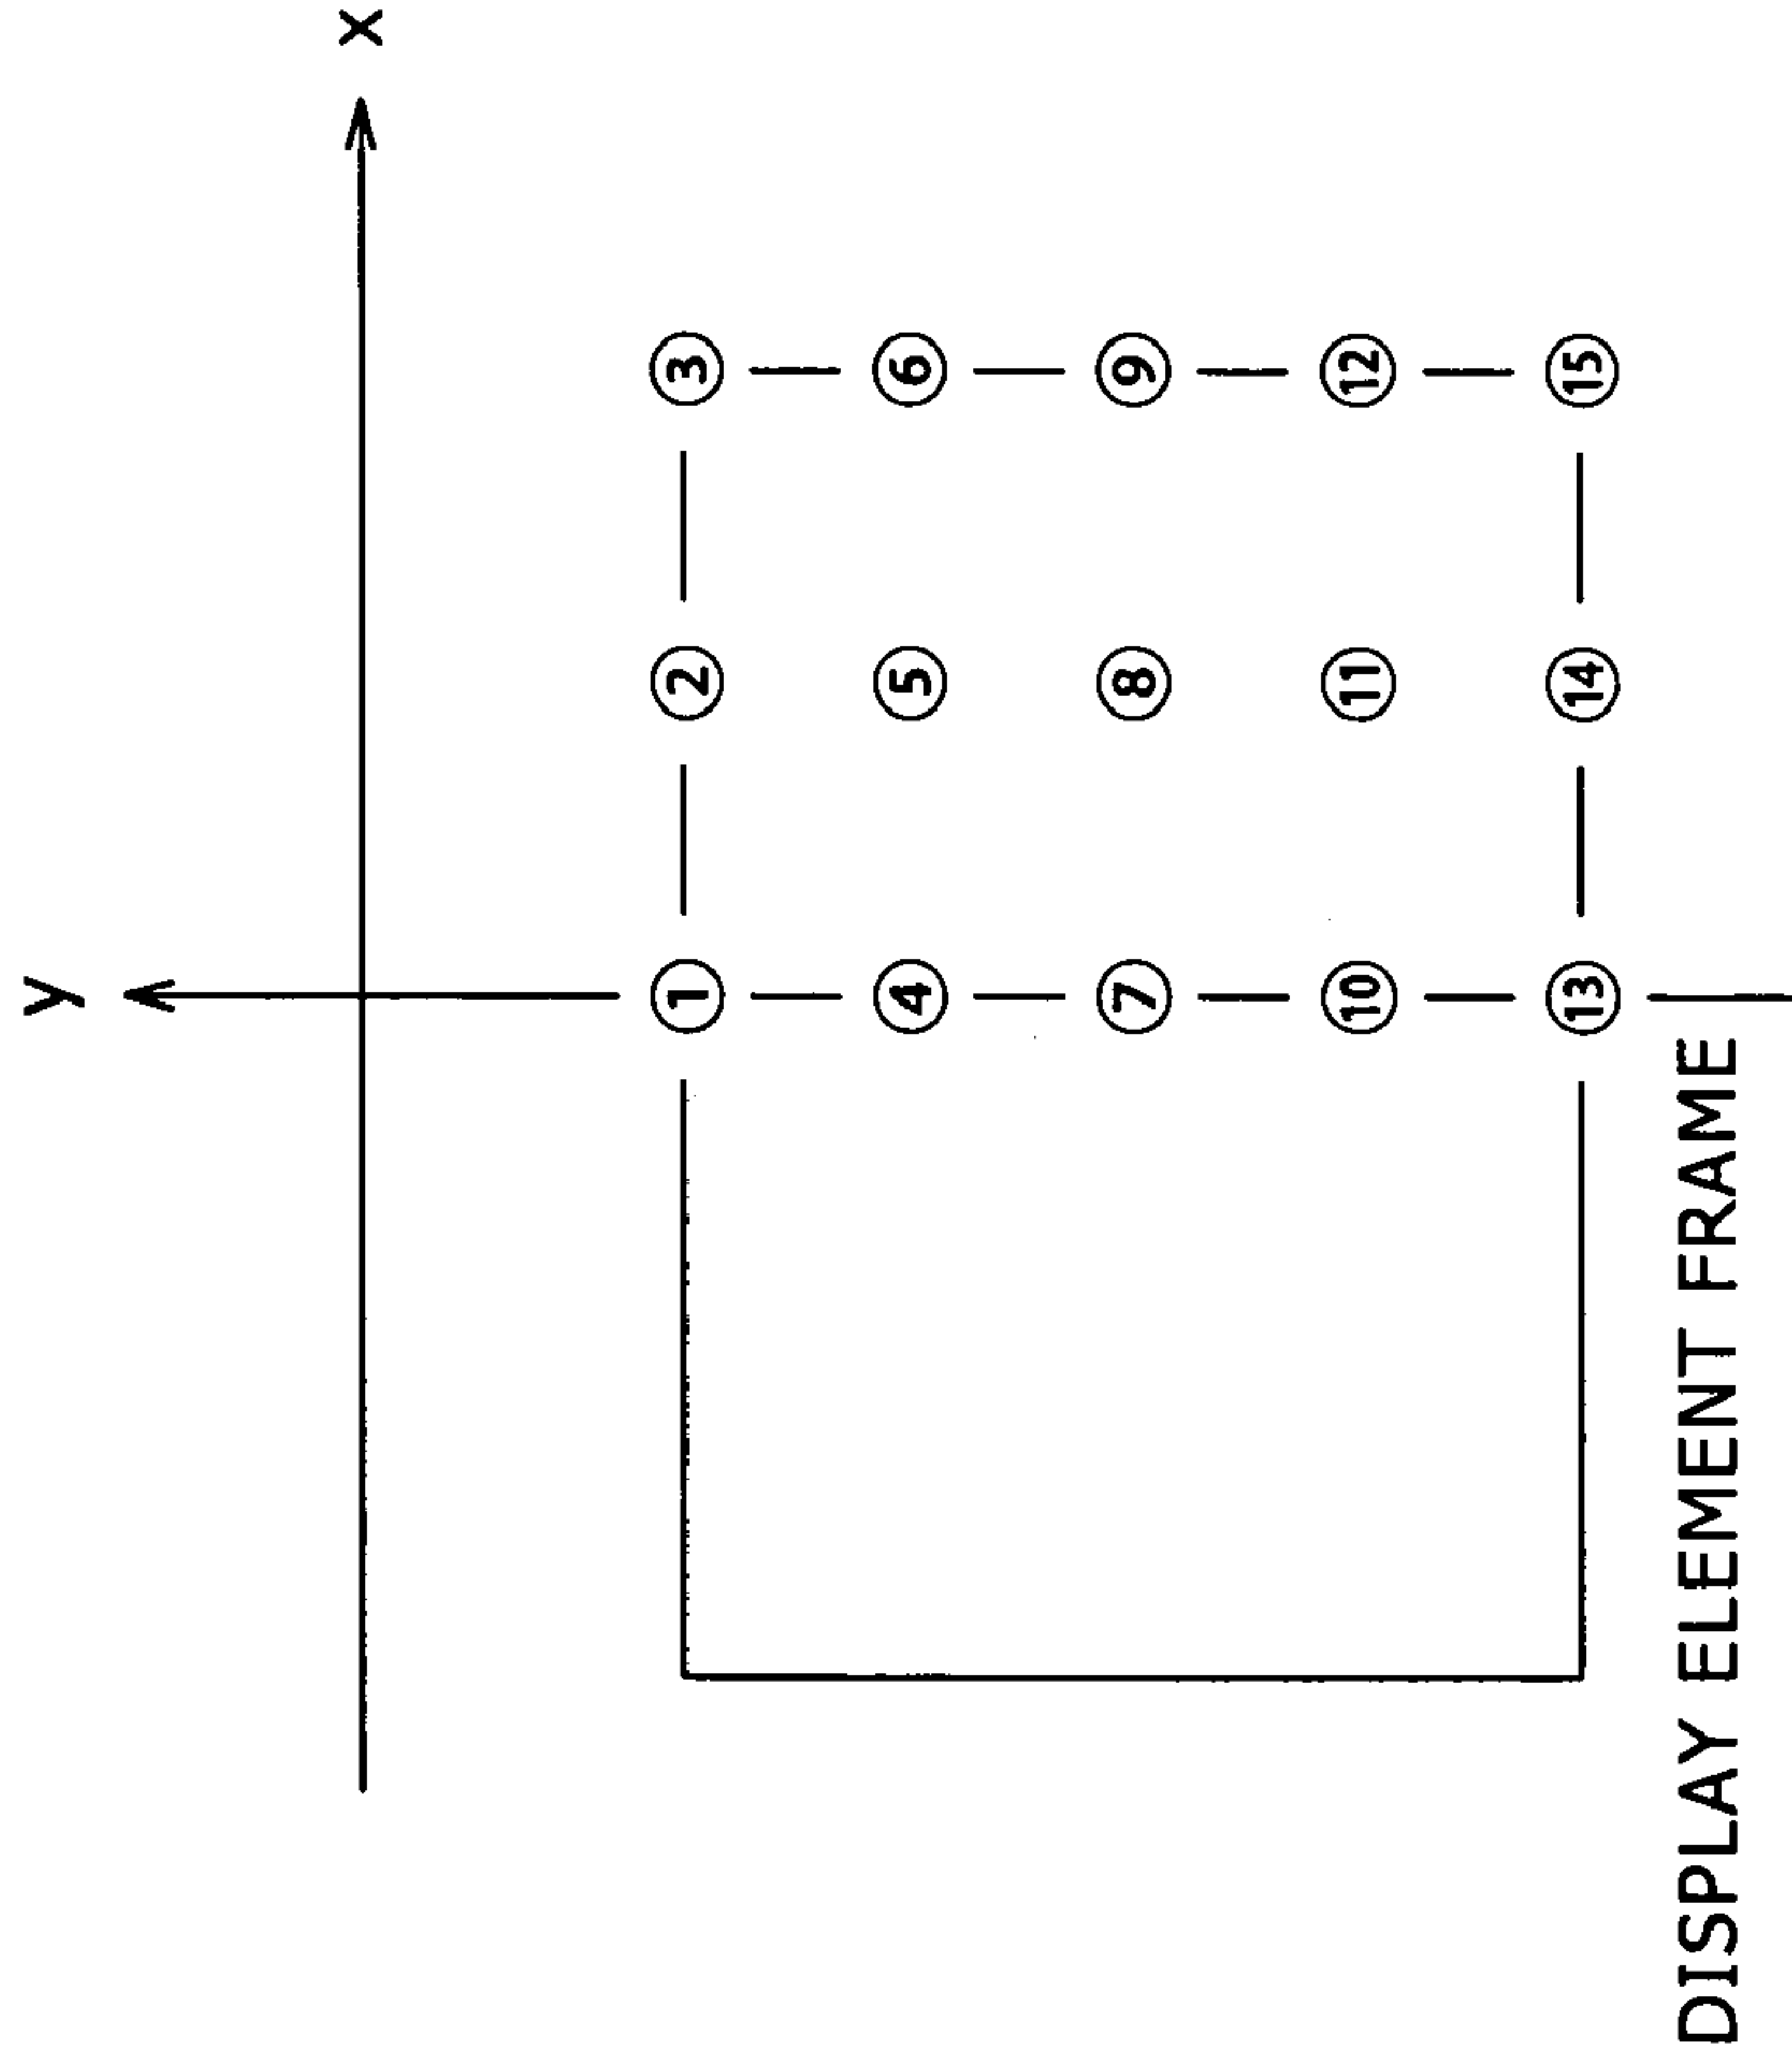 y
x
① ② ③
④ ⑤ ⑥
⑦ ⑧ ⑨
⑩ ⑪ ⑫
⑬ ⑭ ⑮
DISPLAY ELEMENT FRAME